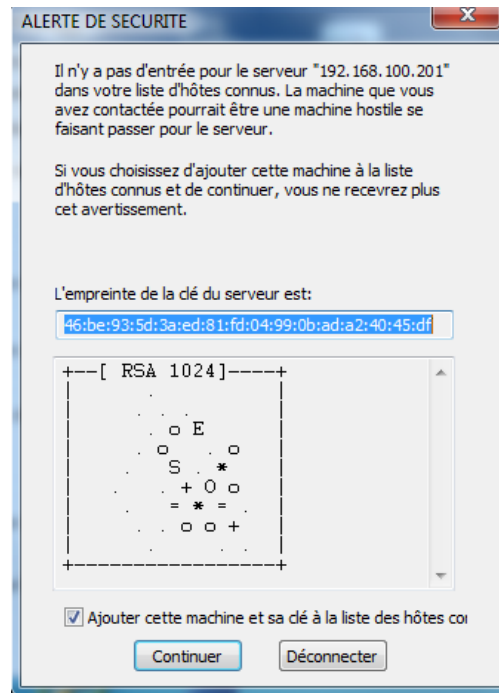 ALERTE DE SECURITE
Il n'y a pas d'entrée pour le serveur "192.168.100.201"
dans votre liste d'hôtes connus. La machine que vous
avez contactée pourrait être une machine hostile se
faisant passer pour le serveur.
Si vous choisissez d'ajouter cette machine à la liste
d'hôtes connus et de continuer, vous ne recevrez plus
cet avertissement.
L'empreinte de la clé du serveur est:
46:be:93:5d:3a:ed:81:fd:04:99:0b:ad:a2:40:45:df
+--[ RSA 1024]----+
|       .         |
|      . . .      |
|       . o E     |
|      . o   . o  |
|     .   S . *   |
|    .   . + O o  |
|       . = * = . |
|      . . o o +  |
|       .   . .   |
+-----------------+
Ajouter cette machine et sa clé à la liste des hôtes co
Continuer
Déconnecter